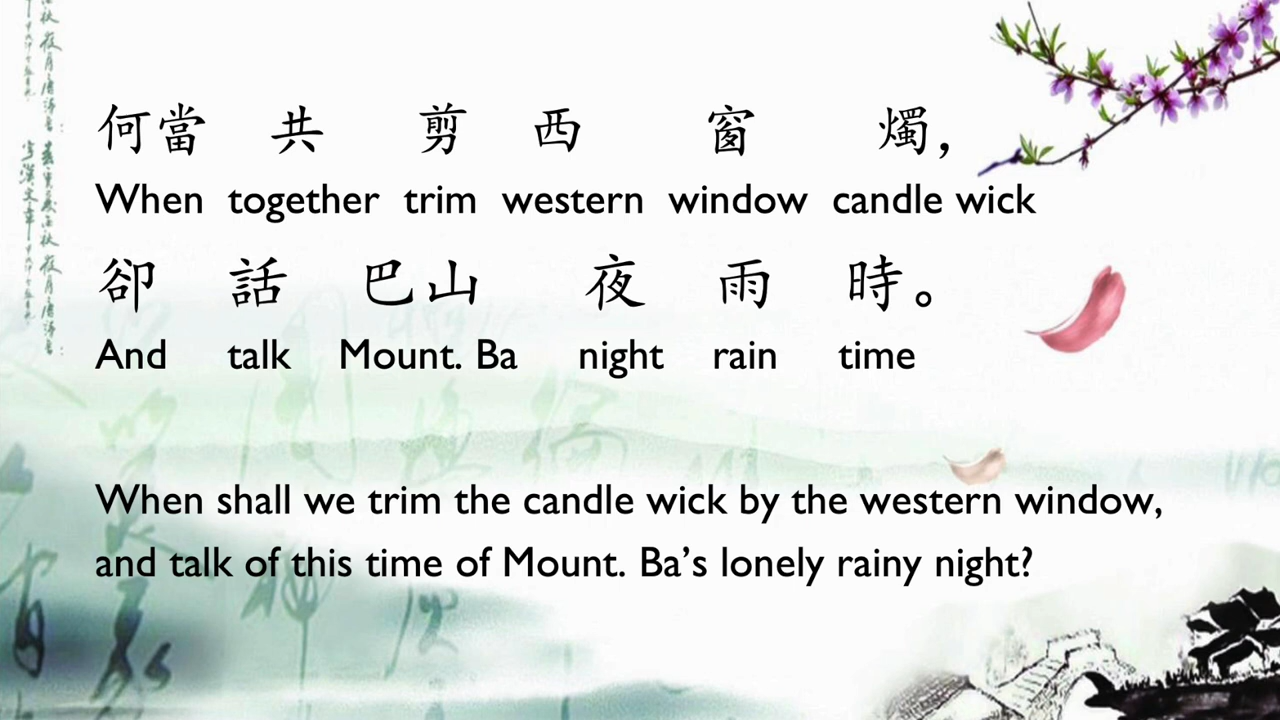 何當 共 剪 西 窗 燭，
When together trim western window candle wick
卻 話 巴山 夜 雨 時。
And talk Mount. Ba night rain time
When shall we trim the candle wick by the western window,
and talk of this time of Mount. Ba’s lonely rainy night?